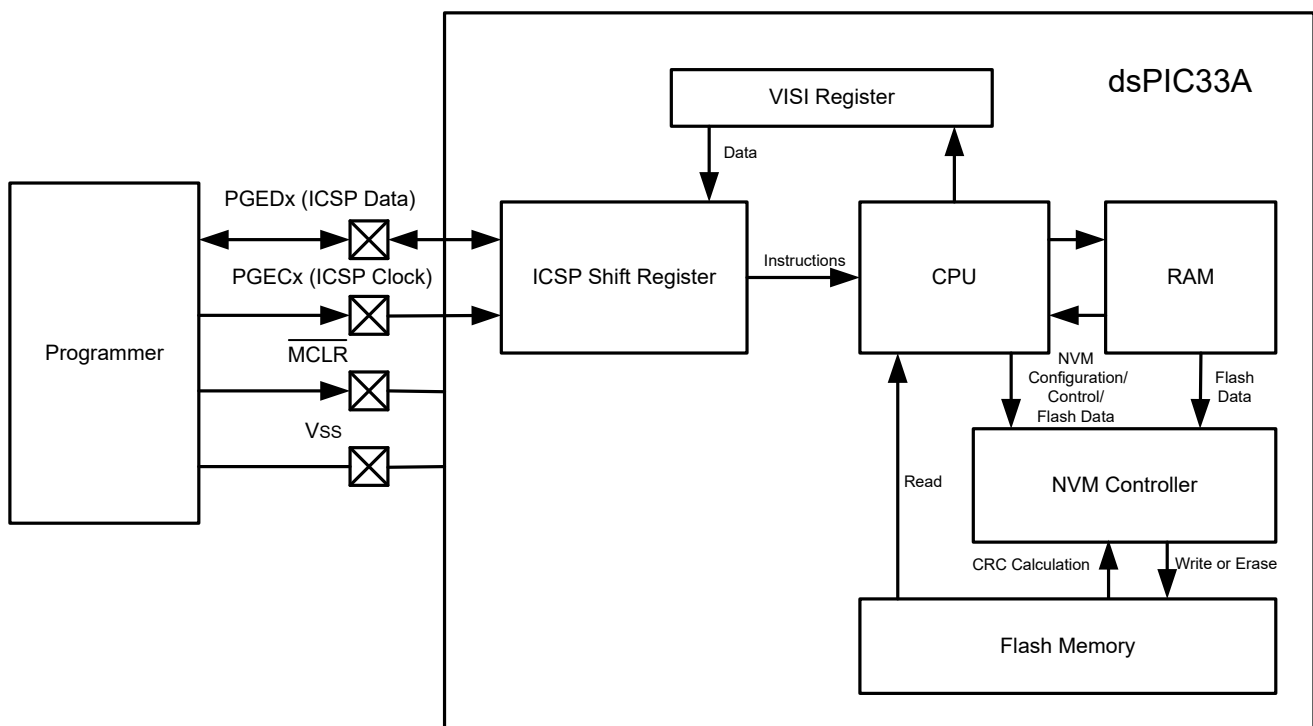 dsPIC33A
VISI Register
Data
PGEDx (ICSP Data)
PGECx (ICSP Clock)
MCLR
Vss
Programmer
ICSP Shift Register
Instructions
CPU
RAM
NVM
Configuration/
Control/
Flash Data
Flash
Data
Read
NVM Controller
CRC Calculation
Write or Erase
Flash Memory